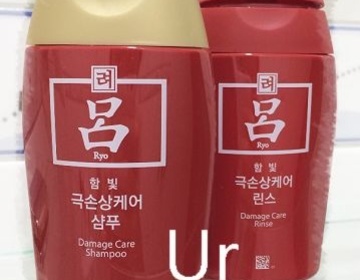 려
呂
Ryo
함 빛
극손상케어
샴푸
Damage Care
Shampoo
려
呂
Ryo
함 빛
극손상케어
린스
Damage Care
Rinse
Ur